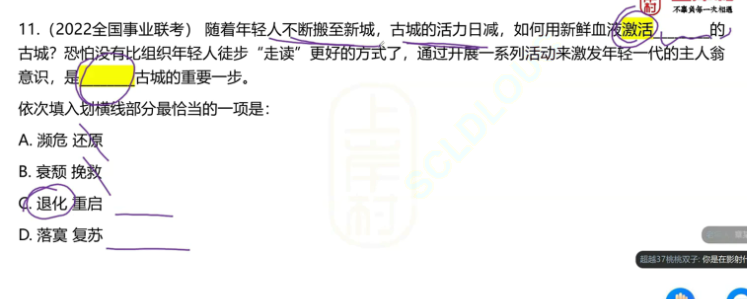 不辜负每一次相遇
11.（2022全国事业联考） 随着年轻人不断搬至新城，古城的活力日减，如何用新鲜血液激活______的
古城？恐怕没有比组织年轻人徒步“走读”更好的方式了，通过开展一系列活动来激发年轻一代的主人翁
意识，是______古城的重要一步。
依次填入划横线部分最恰当的一项是：
A. 濒危 还原
B. 衰颓 挽救
C. 退化 重启
D. 落寞 复苏
上岸村
SCLDLOD
超越37桃桃双子: 你是在影射什